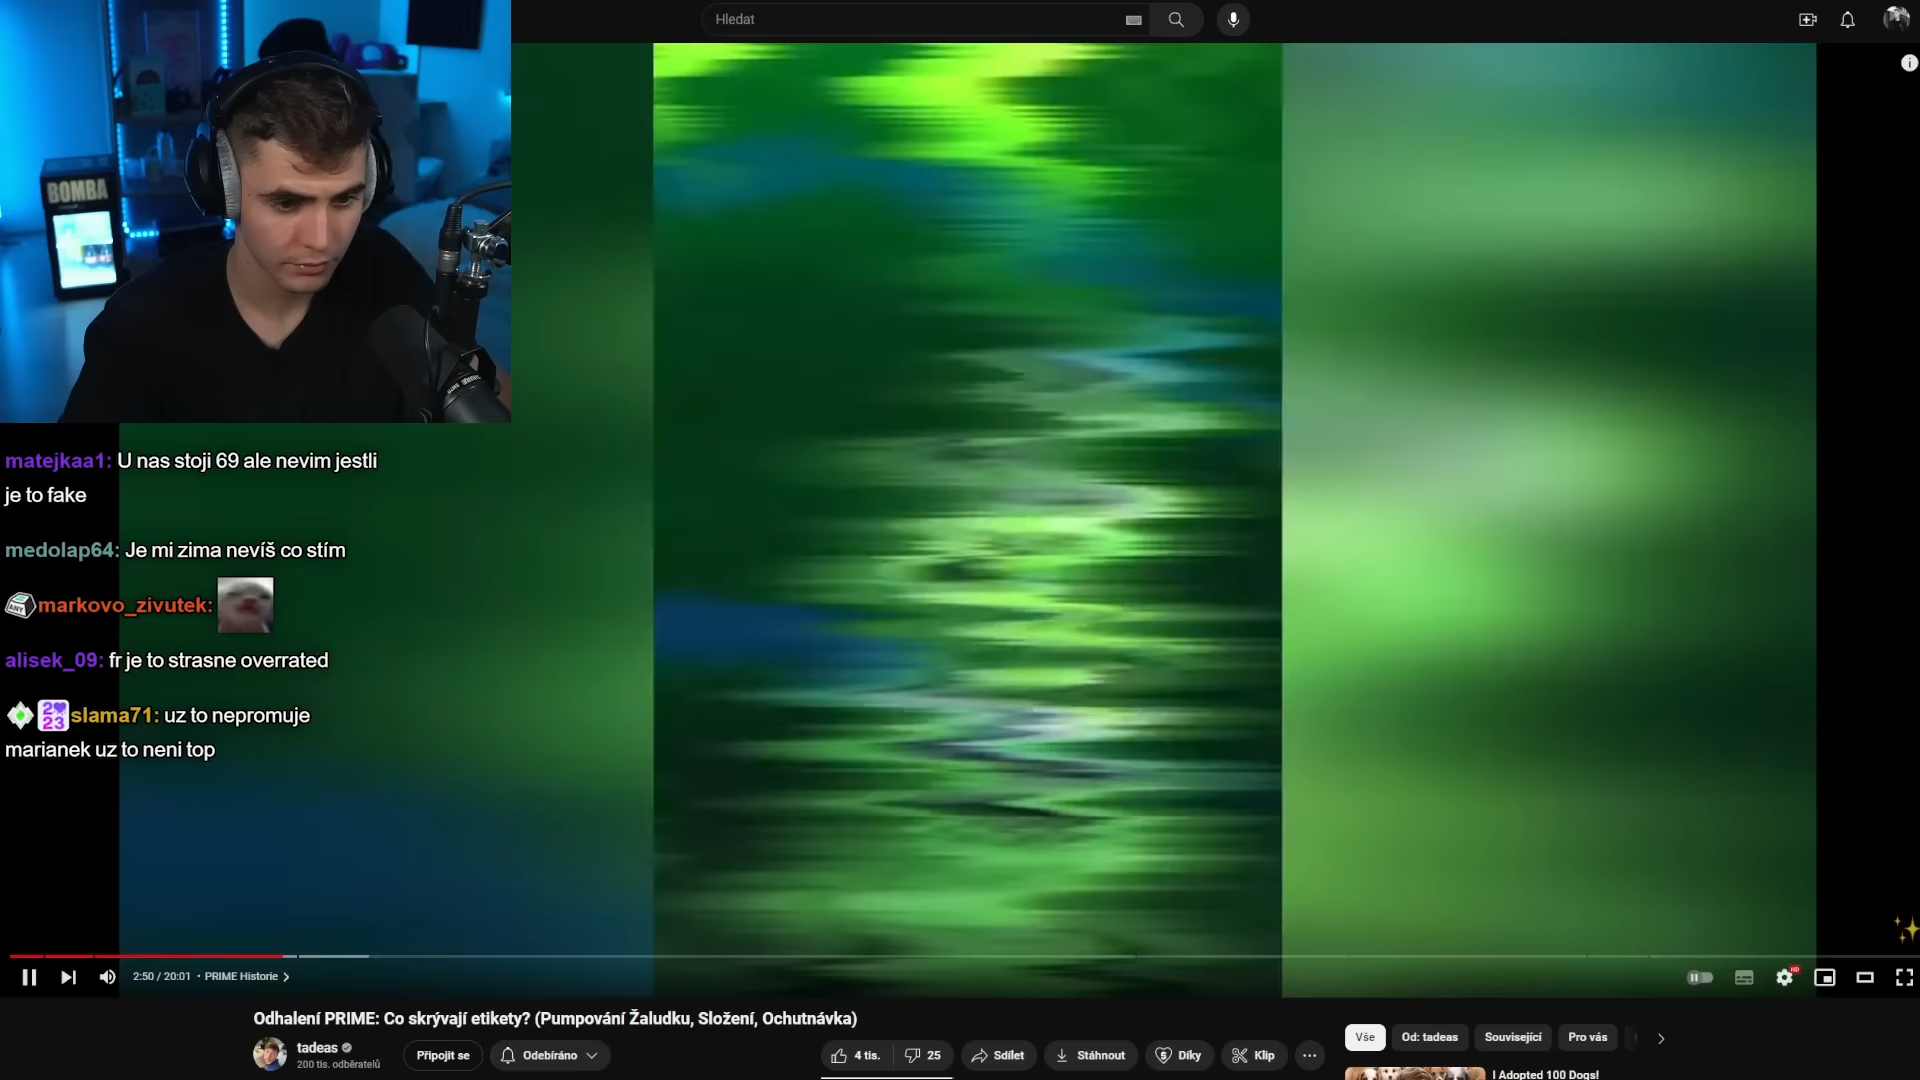 Hledat
BOMBA
matejkaa1: U nas stoji 69 ale nevim jestli
je to fake
medolap64: Je mi zima nevíš co stím
ANY markovo_zivutek:
alisek_09: fr je to strasne overrated
2023 slama71: uz to nepromuje
marianek uz to neni top
2:50 / 20:01 • PRIME Historie
HD
Odhalení PRIME: Co skrývají etikety? (Pumpování Žaludku, Složení, Ochutnávka)
tadeas
200 tis. odběratelů
Připojit se
Odebíráno
4 tis.
25
Sdílet
Stáhnout
Díky
Klip
Vše
Od: tadeas
Související
Pro vás
I Adopted 100 Dogs!